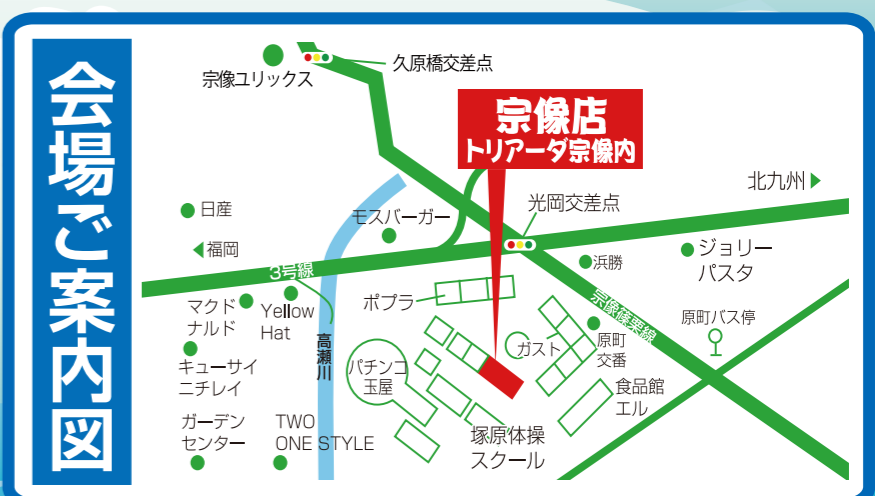 会場ご案内図
宗像ユリックス
久原橋交差点
宗像店
トリアーダ宗像内
北九州
日産
福岡
モスバーガー
光岡交差点
3号線
浜勝
ジョリー
パスタ
マクド
ナルド
Yellow
Hat
ポプラ
宗像篠栗線
原町バス停
高瀬川
ガスト
原町
交番
キューサイ
ニチレイ
パチンコ
玉屋
食品館
エル
ガーデン
センター
TWO
ONE STYLE
塚原体操
スクール